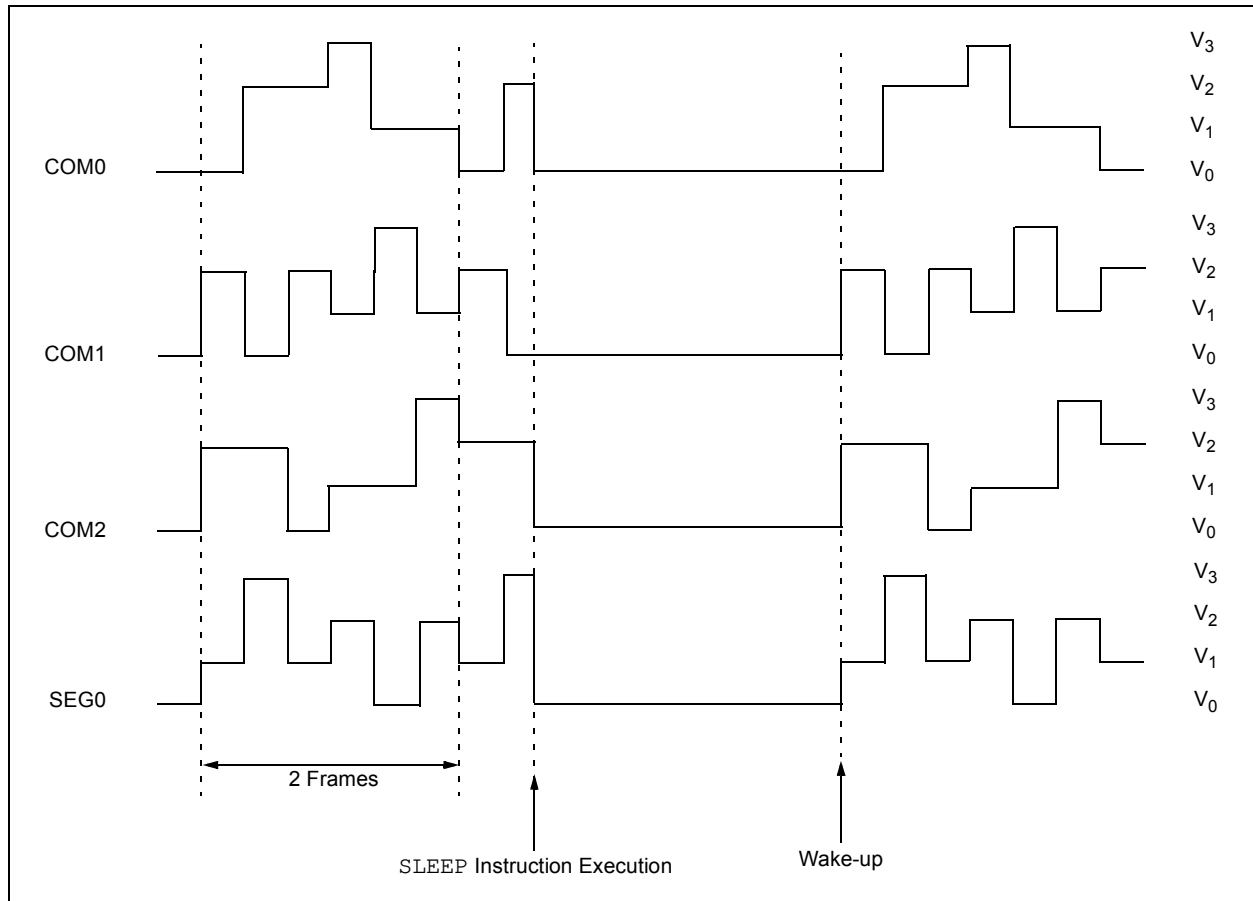 V3
V2
V1
COM0 V0
V3
V2
V1
COM1 V0
V3
V2
V1
COM2 V0
V3
V2
V1
SEG0 V0
2 Frames
SLEEP Instruction Execution
Wake-up